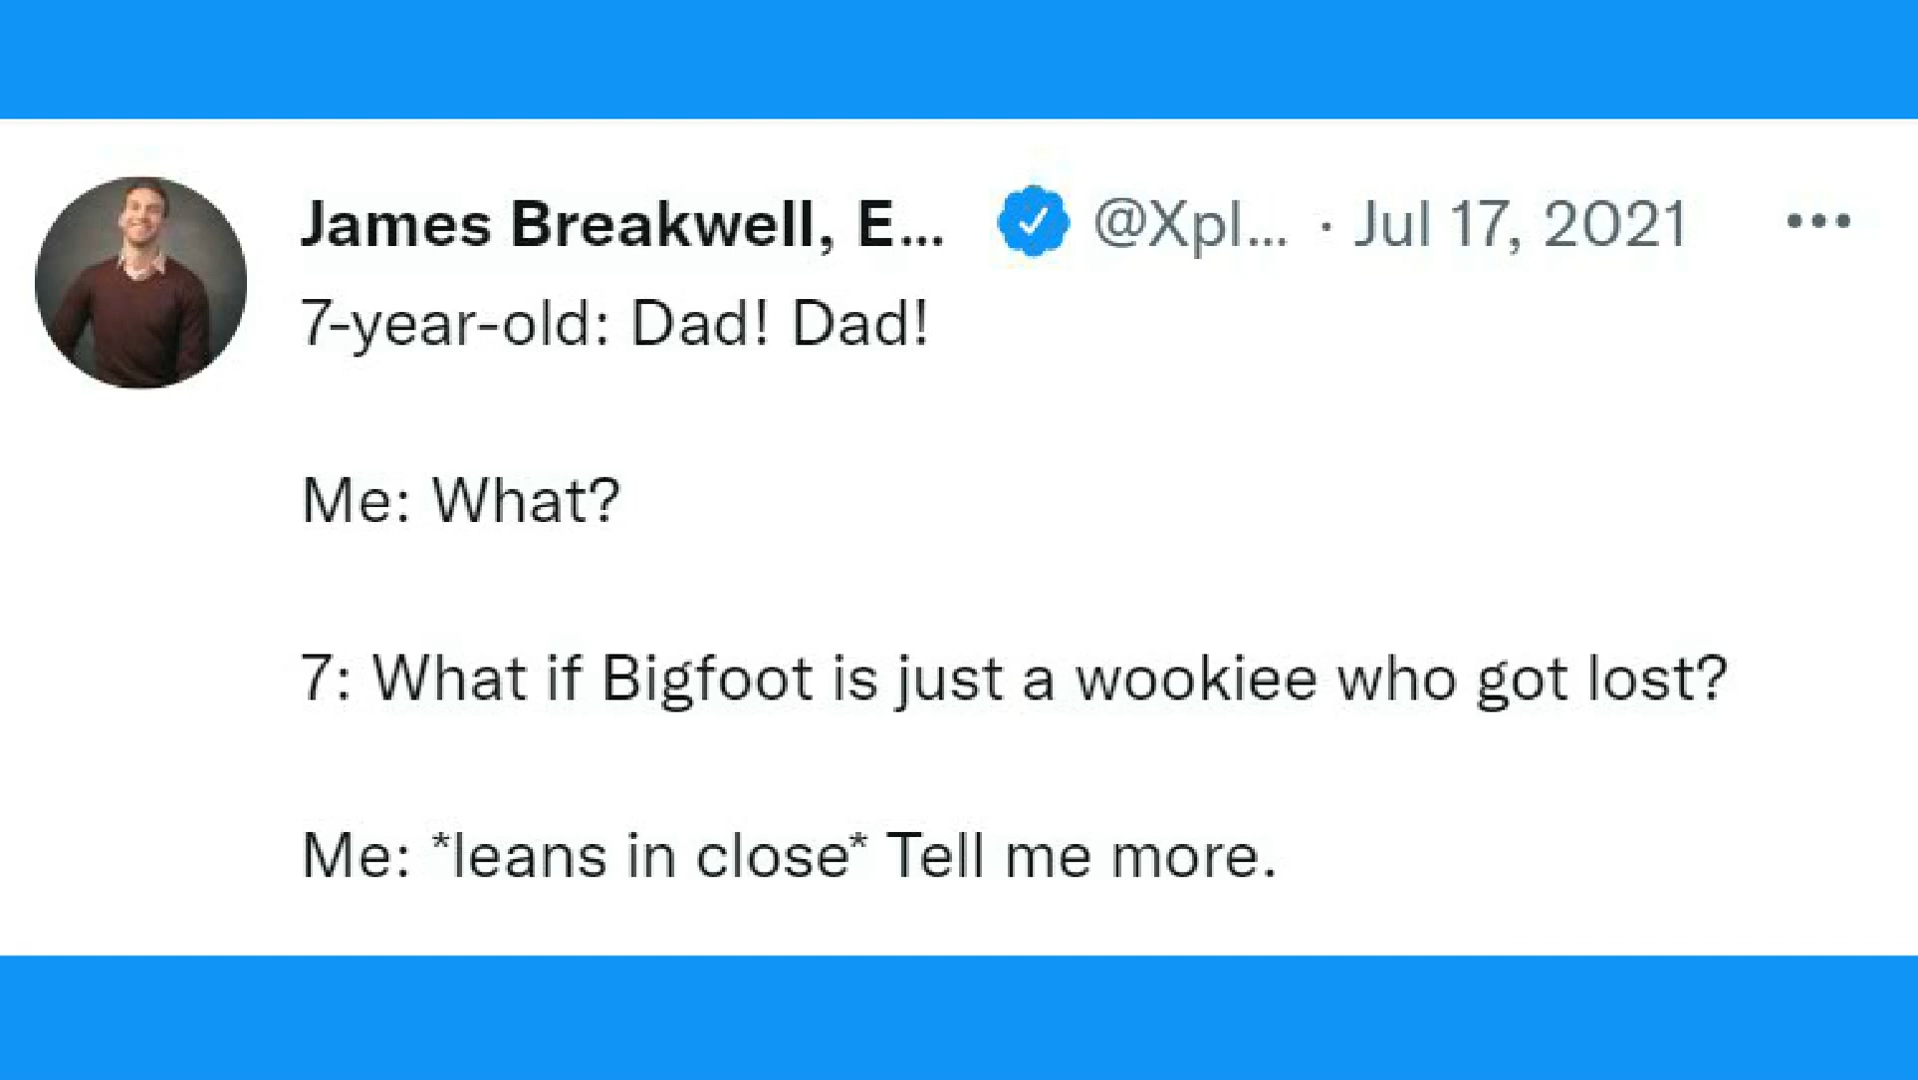 James Breakwell, E... @Xpl... · Jul 17, 2021
7-year-old: Dad! Dad!
Me: What?
7: What if Bigfoot is just a wookiee who got lost?
Me: *leans in close* Tell me more.